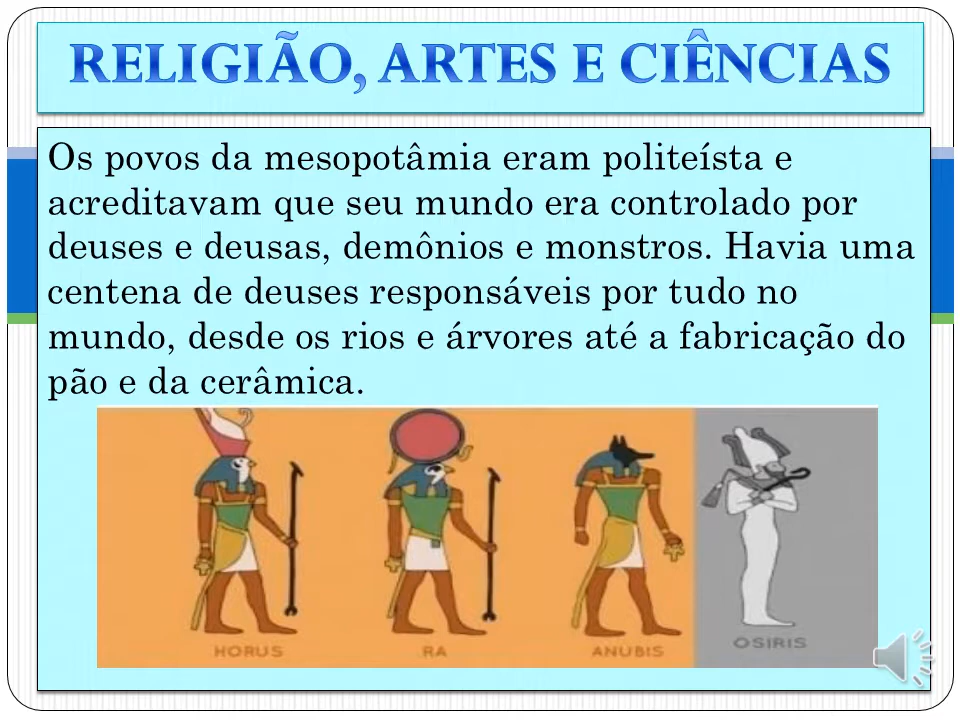 RELIGIÃO, ARTES E CIÊNCIAS
Os povos da mesopotâmia eram politeísta e
acreditavam que seu mundo era controlado por
deuses e deusas, demônios e monstros. Havia uma
centena de deuses responsáveis por tudo no
mundo, desde os rios e árvores até a fabricação do
pão e da cerâmica.
HORUS RA ANUBIS OSIRIS